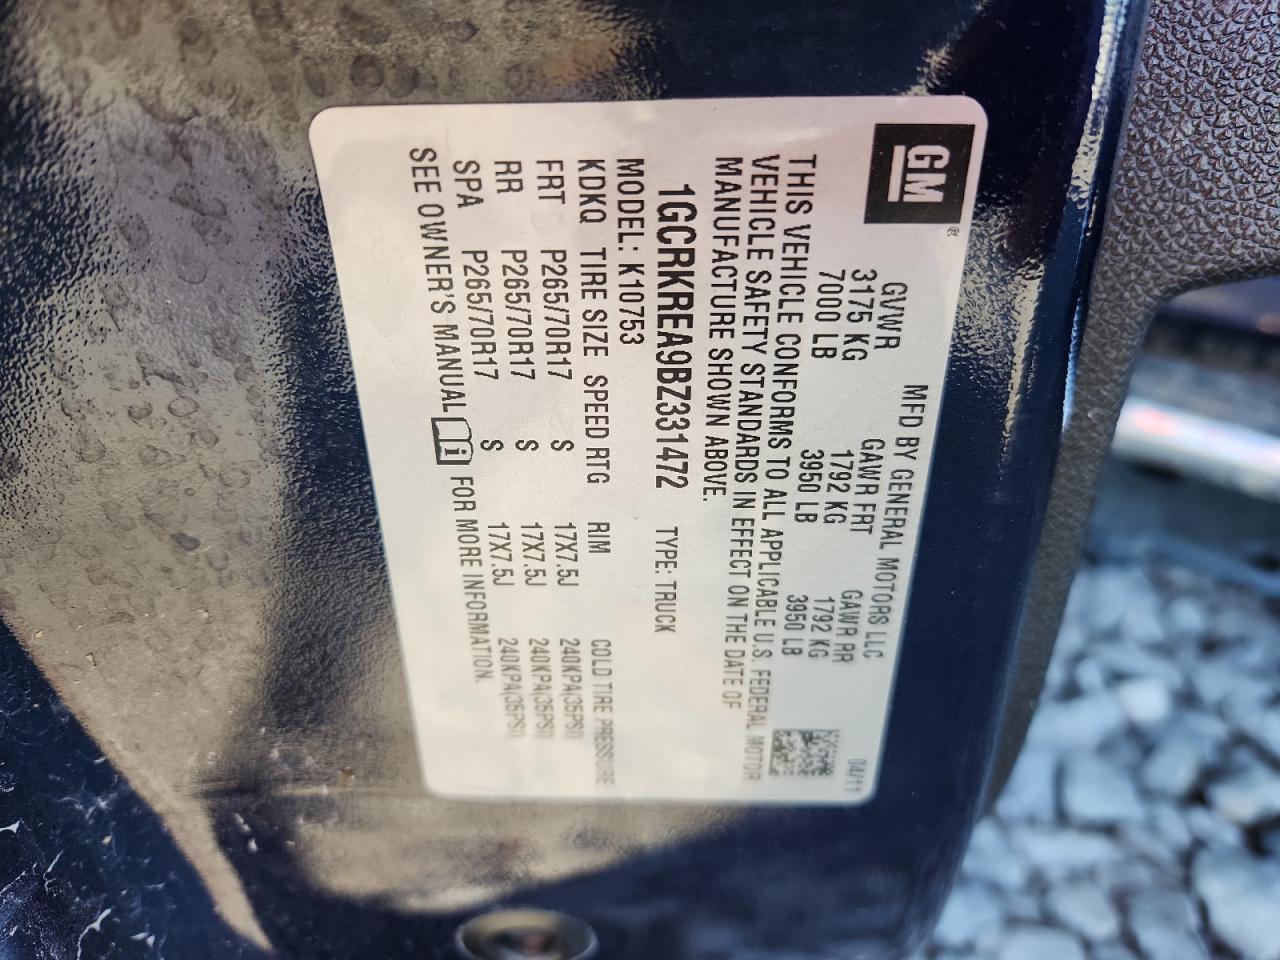 GM®
MFD BY GENERAL MOTORS LLC 04/11
GVWR GAWR FRT GAWR RR
3175 KG 1792 KG 1792 KG
7000 LB 3950 LB 3950 LB
THIS VEHICLE CONFORMS TO ALL APPLICABLE U.S. FEDERAL MOTOR
VEHICLE SAFETY STANDARDS IN EFFECT ON THE DATE OF
MANUFACTURE SHOWN ABOVE.
1GCRKREA9BZ331472 TYPE: TRUCK
MODEL: K10753
KDKQ TIRE SIZE SPEED RTG RIM COLD TIRE PRESSURE
FRT P265/70R17 S 17X7.5J 240KPA(35PSI)
RR P265/70R17 S 17X7.5J 240KPA(35PSI)
SPA P265/70R17 S 17X7.5J 240KPA(35PSI)
SEE OWNER'S MANUAL i FOR MORE INFORMATION.